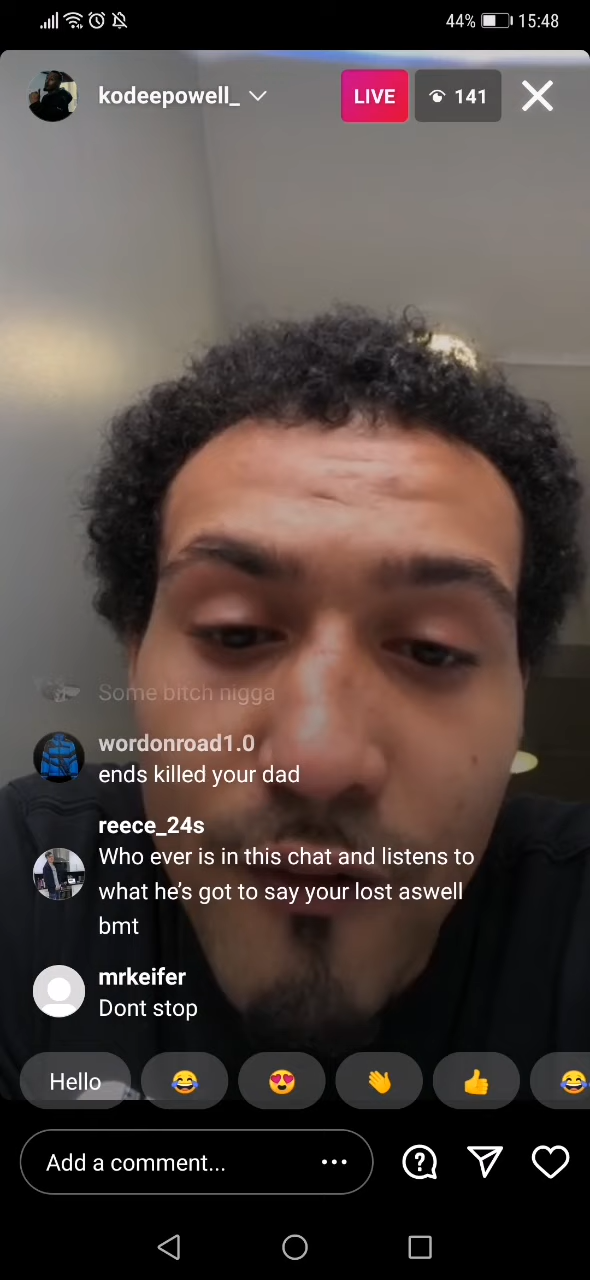 44% 15:48
kodeepowell_ LIVE 141
Some bitch nigga
wordonroad1.0
ends killed your dad
reece_24s
Who ever is in this chat and listens to
what he's got to say your lost aswell
bmt
mrkeifer
Dont stop
Hello
Add a comment...